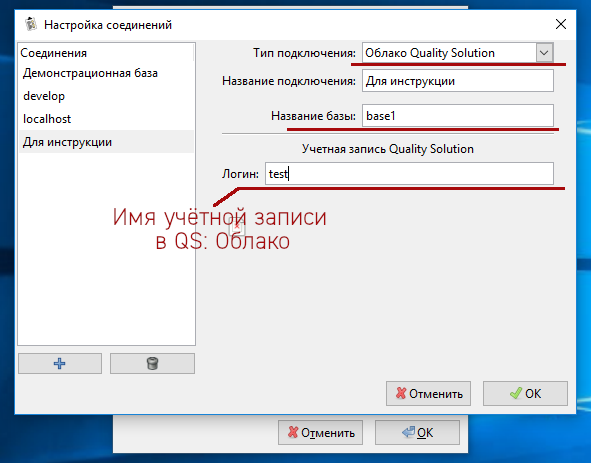 Настройка соединений
Соединения
Демонстрационная база
develop
localhost
Для инструкции
Тип подключения: Облако Quality Solution
Название подключения: Для инструкции
Название базы: base1
Учетная запись Quality Solution
Логин: test
Имя учётной записи
в QS: Облако
Отменить
OK
Отменить
OK